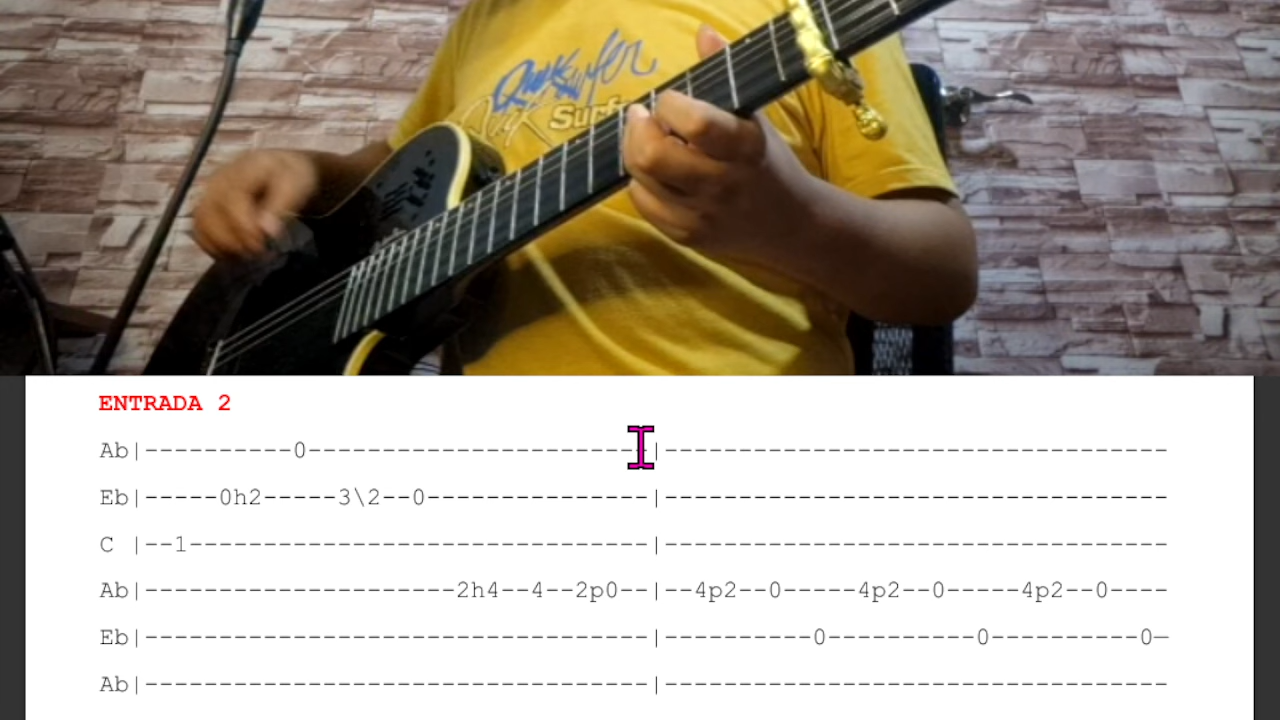 Surf
ENTRADA 2
Ab|----------0-----------------------|----------------------------------
Eb|-----0h2-----3\2--0---------------|----------------------------------
C |--1-------------------------------|----------------------------------
Ab|---------------------2h4--4--2p0--|--4p2--0-----4p2--0-----4p2--0----
Eb|----------------------------------|----------0----------0----------0-
Ab|----------------------------------|----------------------------------